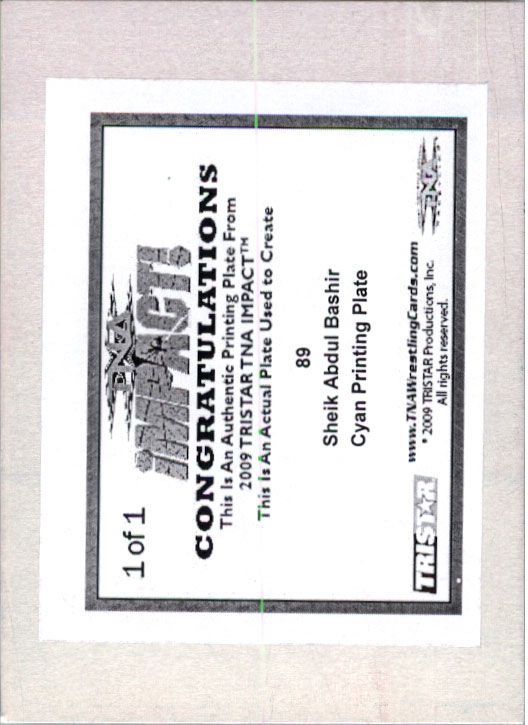 1 of 1
TNA
iMPACT!
CONGRATULATIONS
This Is An Authentic Printing Plate From
2009 TRISTAR TNA IMPACT™
This Is An Actual Plate Used to Create
89
Sheik Abdul Bashir
Cyan Printing Plate
TRISTAR
www.TNAWrestlingCards.com
* 2009 TRISTAR Productions, Inc.
All rights reserved.
TNA